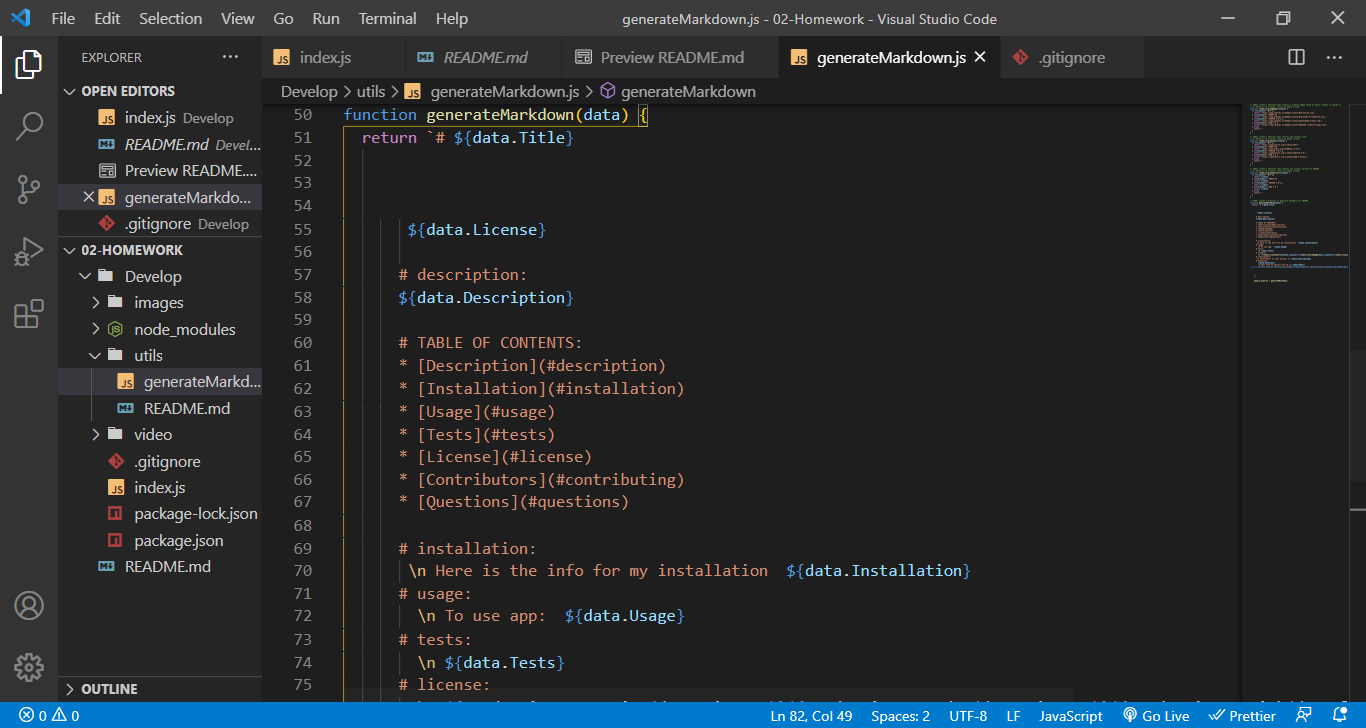 File Edit Selection View Go Run Terminal Help generateMarkdown.js - 02-Homework - Visual Studio Code
EXPLORER
index.js README.md Preview README.md generateMarkdown.js .gitignore
OPEN EDITORS
index.js Develop
README.md Devel...
Preview README....
generateMarkdo...
.gitignore Develop
02-HOMEWORK
Develop
images
node_modules
utils
generateMarkd...
README.md
video
.gitignore
index.js
package-lock.json
package.json
README.md
OUTLINE
Develop > utils > generateMarkdown.js > generateMarkdown
50 function generateMarkdown(data) {
51 return `# ${data.Title}
52
53
54
55 ${data.License}
56
57 # description:
58 ${data.Description}
59
60 # TABLE OF CONTENTS:
61 * [Description](#description)
62 * [Installation](#installation)
63 * [Usage](#usage)
64 * [Tests](#tests)
65 * [License](#license)
66 * [Contributors](#contributing)
67 * [Questions](#questions)
68
69 # installation:
70 \n Here is the info for my installation ${data.Installation}
71 # usage:
72 \n To use app: ${data.Usage}
73 # tests:
74 \n ${data.Tests}
75 # license:
0 0 Ln 82, Col 49 Spaces: 2 UTF-8 LF JavaScript Go Live Prettier